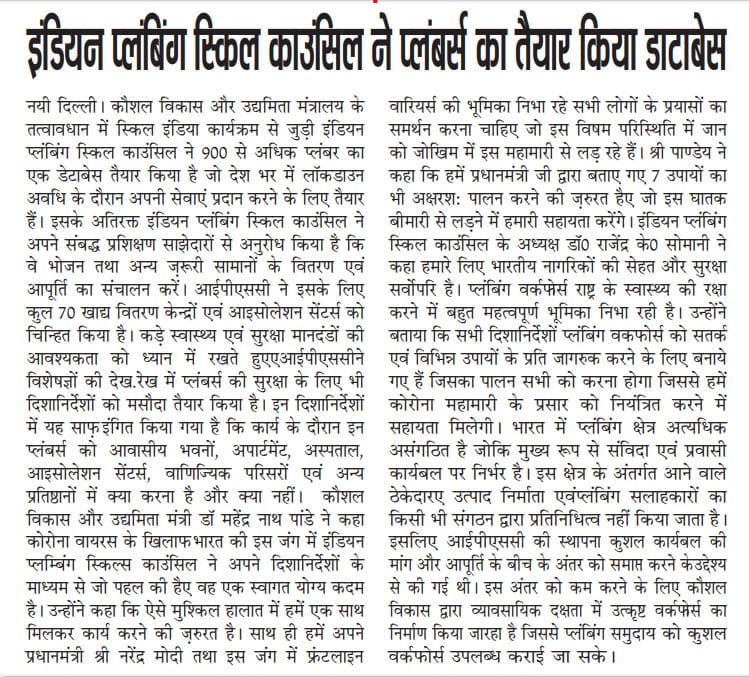 इंडियन प्लंबिंग स्किल काउंसिल ने प्लंबर्स का तैयार किया डाटाबेस
नयी दिल्ली। कौशल विकास और उद्यमिता मंत्रालय के
तत्वाधान में स्किल इंडिया कार्यक्रम से जुड़ी इंडियन
प्लंबिंग स्किल काउंसिल ने 900 से अधिक प्लंबर का
एक डेटाबेस तैयार किया है जो देश भर में लॉकडाउन
अवधि के दौरान अपनी सेवाएं प्रदान करने के लिए तैयार
हैं। इसके अतिरक्त इंडियन प्लंबिंग स्किल काउंसिल ने
अपने संबद्ध प्रशिक्षण साझेदारों से अनुरोध किया है कि
वे भोजन तथा अन्य ज़रूरी सामानों के वितरण एवं
आपूर्ति का संचालन करें। आईपीएससी ने इसके लिए
कुल 70 खाद्य वितरण केन्द्रों एवं आइसोलेशन सेंटर्स को
चिन्हित किया है। कड़े स्वास्थ्य एवं सुरक्षा मानदंडों की
आवश्यकता को ध्यान में रखते हुएएआईपीएससीने
विशेषज्ञों की देख.रेख में प्लंबर्स की सुरक्षा के लिए भी
दिशानिर्देशों को मसौदा तैयार किया है। इन दिशानिर्देशों
में यह साफ़ इंगित किया गया है कि कार्य के दौरान इन
प्लंबर्स को आवासीय भवनों, अपार्टमेंट, अस्पताल,
आइसोलेशन सेंटर्स, वाणिज्यिक परिसरों एवं अन्य
प्रतिष्ठानों में क्या करना है और क्या नहीं। कौशल
विकास और उद्यमिता मंत्री डॉ महेंद्र नाथ पांडे ने कहा
कोरोना वायरस के खिलाफ भारत की इस जंग में इंडियन
प्लम्बिंग स्किल्स काउंसिल ने अपने दिशानिर्देशों के
माध्यम से जो पहल की हैए वह एक स्वागत योग्य कदम
है। उन्होंने कहा कि ऐसे मुश्किल हालात में हमें एक साथ
मिलकर कार्य करने की ज़रुरत है। साथ ही हमें अपने
प्रधानमंत्री श्री नरेंद्र मोदी तथा इस जंग में फ्रंटलाइन
वारियर्स की भूमिका निभा रहे सभी लोगों के प्रयासों का
समर्थन करना चाहिए जो इस विषम परिस्थिति में जान
को जोखिम में इस महामारी से लड़ रहे हैं। श्री पाण्डेय ने
कहा कि हमें प्रधानमंत्री जी द्वारा बताए गए 7 उपायों का
भी अक्षरश: पालन करने की ज़रुरत हैए जो इस घातक
बीमारी से लड़ने में हमारी सहायता करेंगे। इंडियन प्लंबिंग
स्किल काउंसिल के अध्यक्ष डॉ0 राजेंद्र के0 सोमानी ने
कहा हमारे लिए भारतीय नागरिकों की सेहत और सुरक्षा
सर्वोपरि है। प्लंबिंग वर्कफेर्स राष्ट्र के स्वास्थ्य की रक्षा
करने में बहुत महत्वपूर्ण भूमिका निभा रही है। उन्होंने
बताया कि सभी दिशानिर्देशों प्लंबिंग वकफोर्स को सतर्क
एवं विभिन्न उपायों के प्रति जागरुक करने के लिए बनाये
गए हैं जिसका पालन सभी को करना होगा जिससे हमें
कोरोना महामारी के प्रसार को नियंत्रित करने में
सहायता मिलेगी। भारत में प्लंबिंग क्षेत्र अत्यधिक
असंगठित है जोकि मुख्य रूप से संविदा एवं प्रवासी
कार्यबल पर निर्भर है। इस क्षेत्र के अंतर्गत आने वाले
ठेकेदारए उत्पाद निर्माता एवंप्लंबिंग सलाहकारों का
किसी भी संगठन द्वारा प्रतिनिधित्व नहीं किया जाता है।
इसलिए आईपीएससी की स्थापना कुशल कार्यबल की
मांग और आपूर्ति के बीच के अंतर को समाप्त करने केउद्देश्य
से की गई थी। इस अंतर को कम करने के लिए कौशल
विकास द्वारा व्यावसायिक दक्षता में उत्कृष्ट वर्कफेर्स का
निर्माण किया जारहा है जिससे प्लंबिंग समुदाय को कुशल
वर्कफोर्स उपलब्ध कराई जा सके।